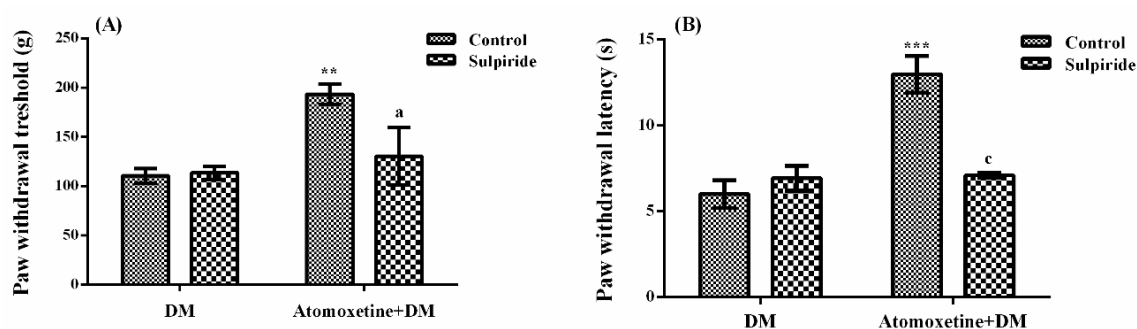 (A)
Paw withdrawal treshold (g)
250
200
150
100
50
0
Control
Sulpiride
**
a
DM
Atomoxetine+DM
(B)
Paw withdrawal latency (s)
15
10
5
0
Control
Sulpiride
***
c
DM
Atomoxetine+DM